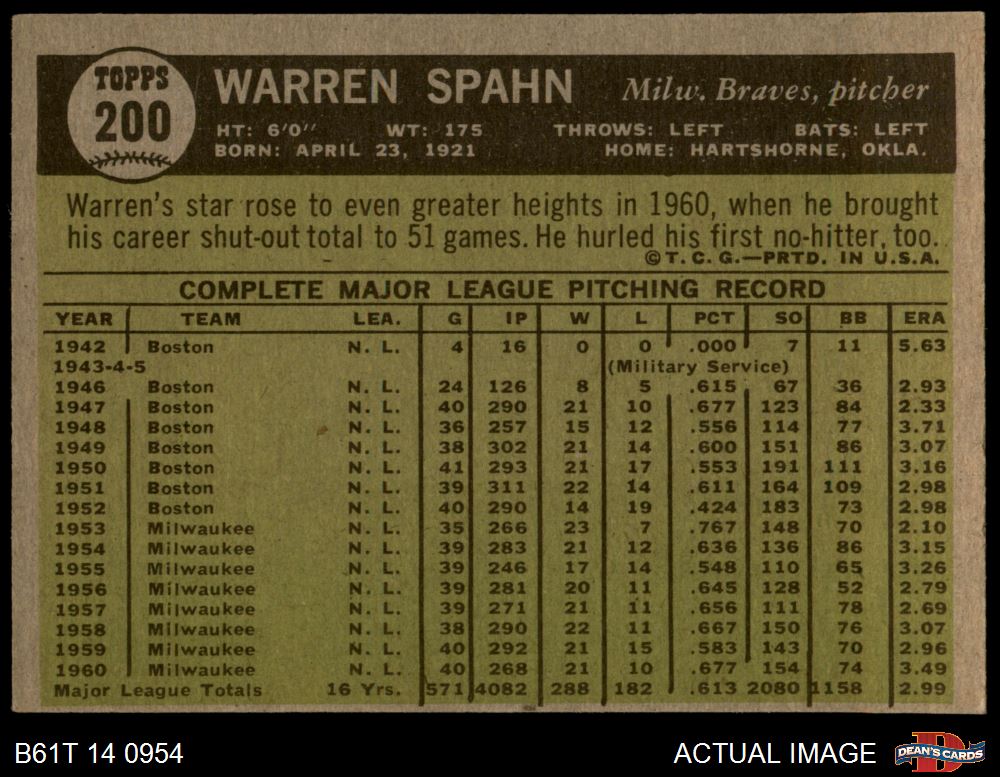 TOPPS
200
WARREN SPAHN Milw. Braves, pitcher
HT: 6'0" WT: 175 THROWS: LEFT BATS: LEFT
BORN: APRIL 23, 1921 HOME: HARTSHORNE, OKLA.
Warren's star rose to even greater heights in 1960, when he brought
his career shut-out total to 51 games. He hurled his first no-hitter, too.
©T. C. G.—PRTD. IN U.S.A.
COMPLETE MAJOR LEAGUE PITCHING RECORD
YEAR TEAM LEA. G IP W L PCT SO BB ERA
1942 Boston N. L. 4 16 0 0 .000 7 11 5.63
1943-4-5 (Military Service)
1946 Boston N. L. 24 126 8 5 .615 67 36 2.93
1947 Boston N. L. 40 290 21 10 .677 123 84 2.33
1948 Boston N. L. 36 257 15 12 .556 114 77 3.71
1949 Boston N. L. 38 302 21 14 .600 151 86 3.07
1950 Boston N. L. 41 293 21 17 .553 191 111 3.16
1951 Boston N. L. 39 311 22 14 .611 164 109 2.98
1952 Boston N. L. 40 290 14 19 .424 183 73 2.98
1953 Milwaukee N. L. 35 266 23 7 .767 148 70 2.10
1954 Milwaukee N. L. 39 283 21 12 .636 136 86 3.15
1955 Milwaukee N. L. 39 246 17 14 .548 110 65 3.26
1956 Milwaukee N. L. 39 281 20 11 .645 128 52 2.79
1957 Milwaukee N. L. 39 271 21 11 .656 111 78 2.69
1958 Milwaukee N. L. 38 290 22 11 .667 150 76 3.07
1959 Milwaukee N. L. 40 292 21 15 .583 143 70 2.96
1960 Milwaukee N. L. 40 268 21 10 .677 154 74 3.49
Major League Totals 16 Yrs. 571 4082 288 182 .613 2080 1158 2.99
B61T 14 0954 ACTUAL IMAGE DEAN'S CARDS